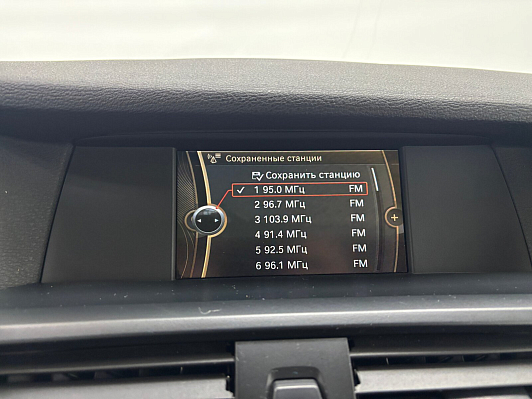 Сохраненные станции
Сохранить станцию
1 95.0 МГц FM
2 96.7 МГц FM
3 103.9 МГц FM
4 91.4 МГц FM
5 92.5 МГц FM
6 96.1 МГц FM